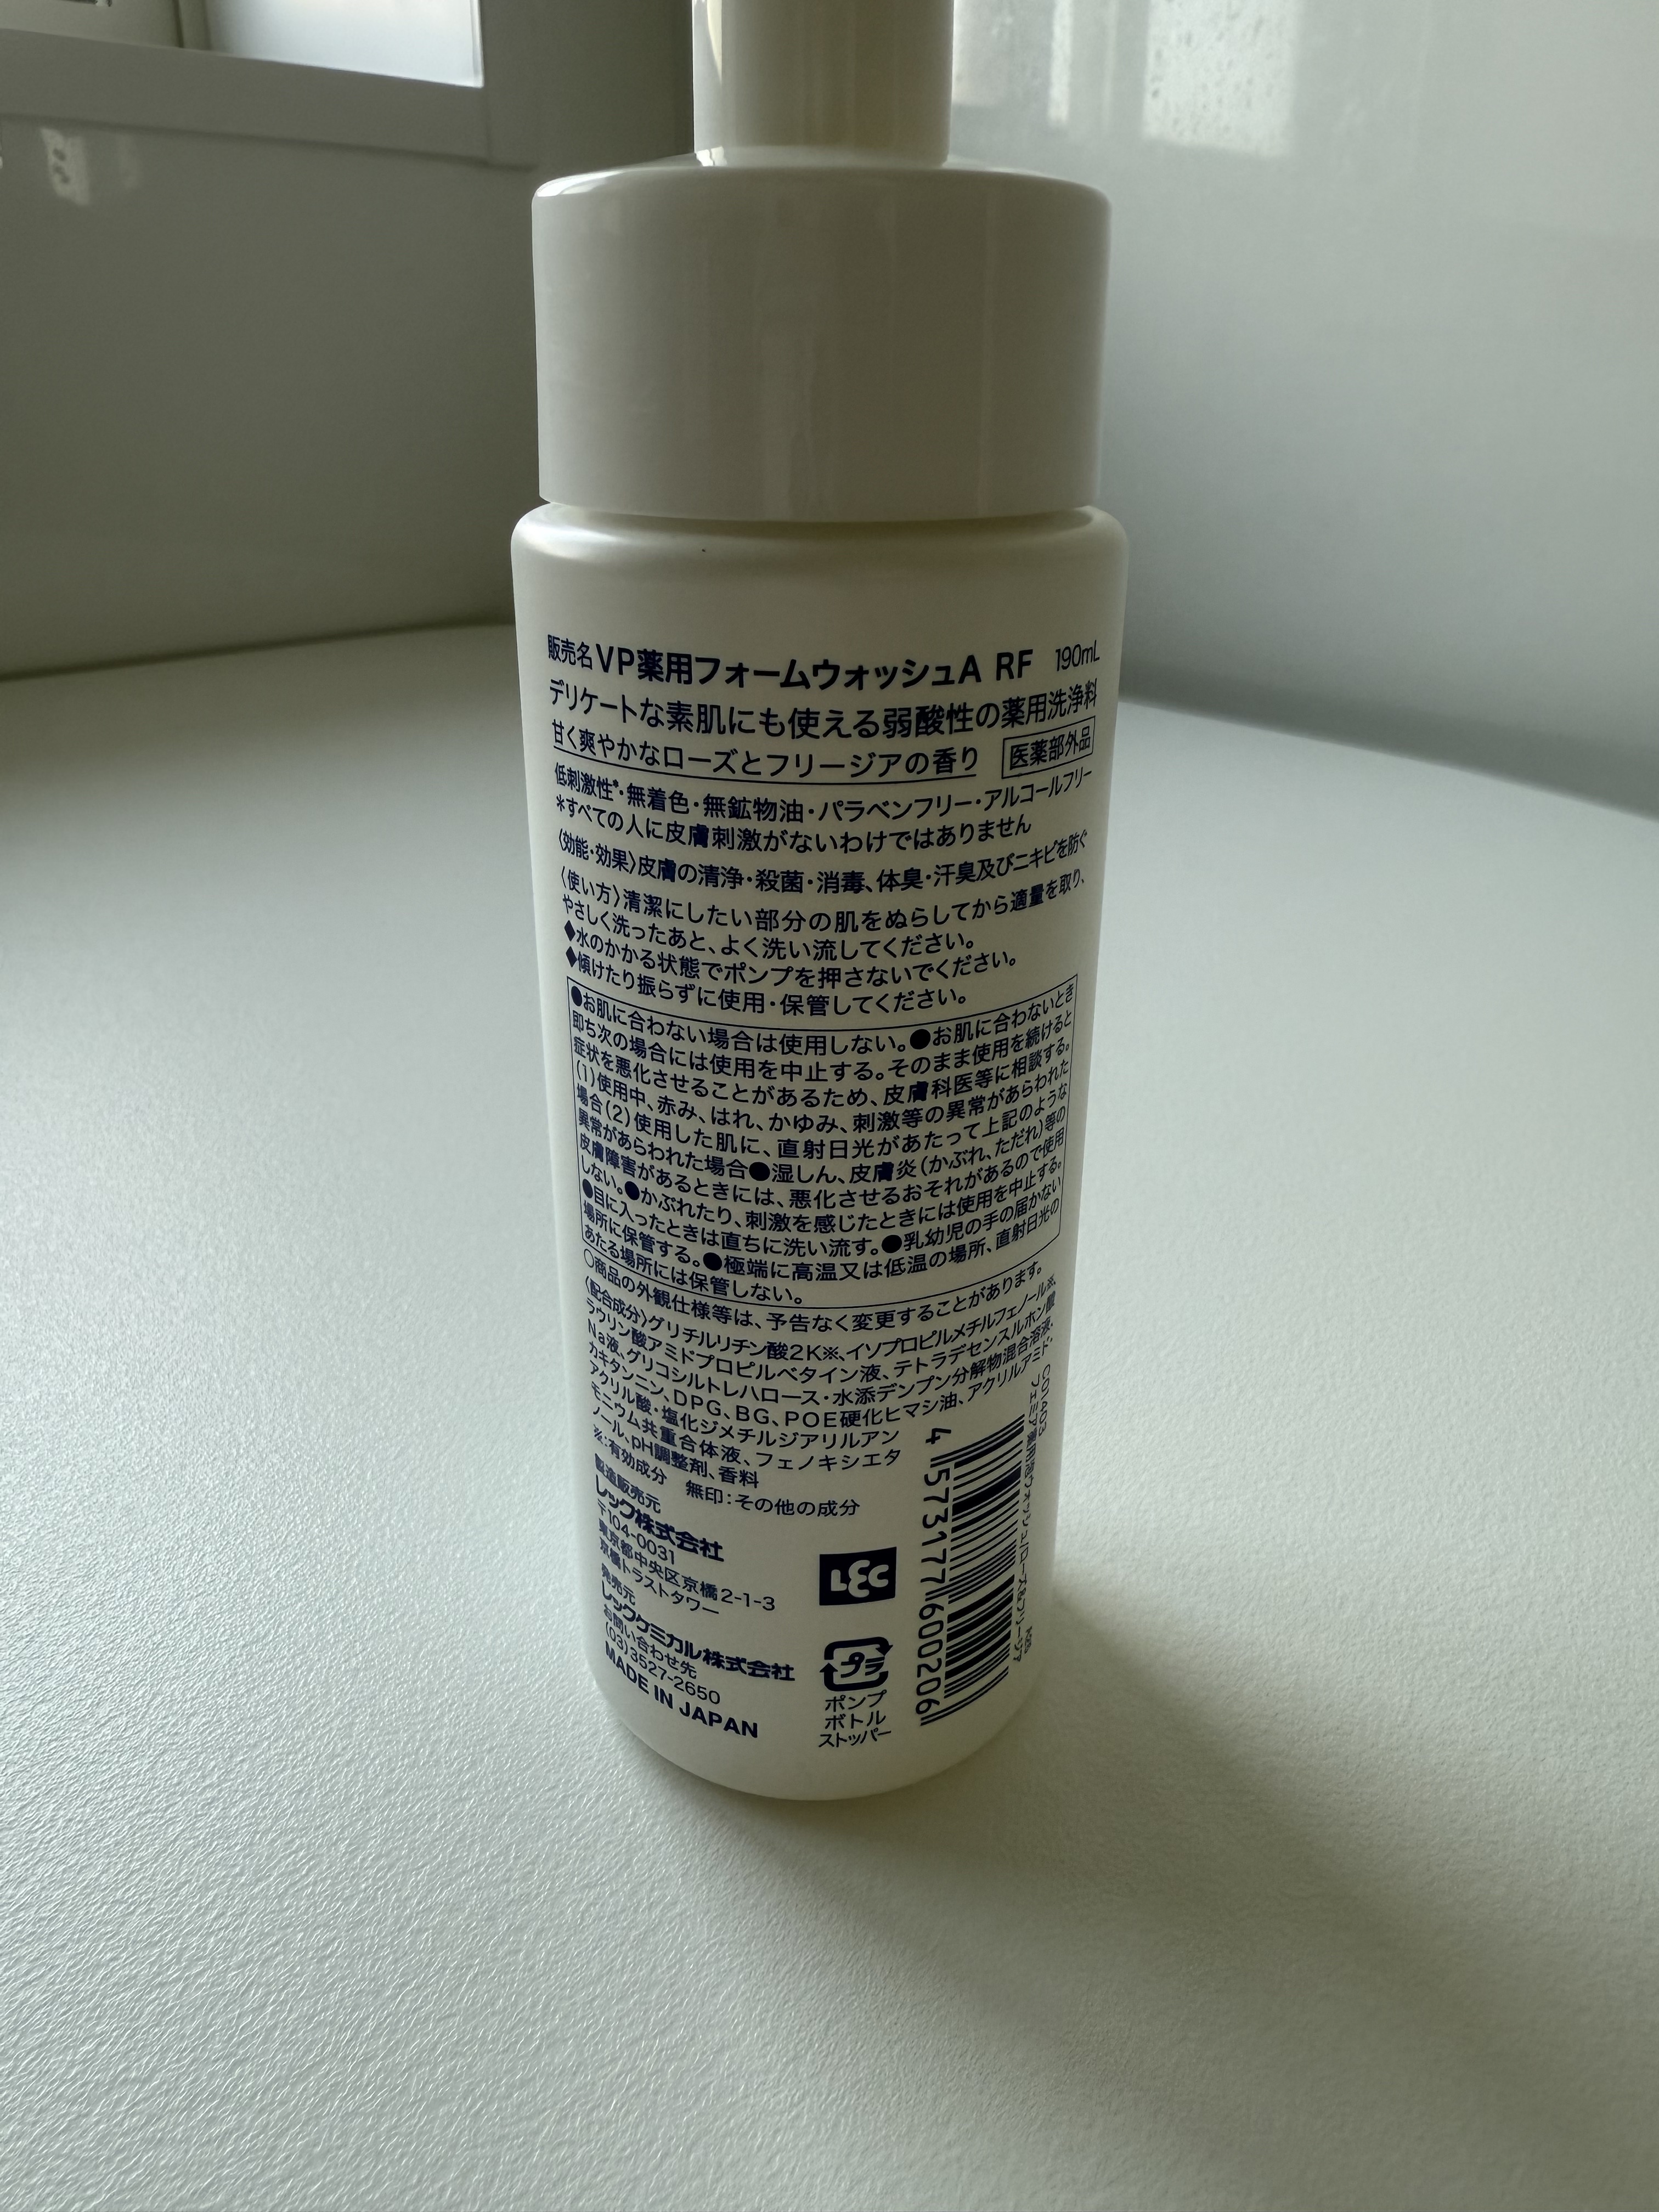 販売名 VP薬用フォームウォッシュA RF 190mL
デリケートな素肌にも使える弱酸性の薬用洗浄料
甘く爽やかなローズとフリージアの香り 医薬部外品
低刺激性*・無着色・無鉱物油・パラベンフリー・アルコールフリー
*すべての人に皮膚刺激がないわけではありません
〈効能・効果〉皮膚の清浄・殺菌・消毒、体臭・汗臭及びニキビを防ぐ
〈使い方〉清潔にしたい部分の肌をぬらしてから適量を取り、
やさしく洗ったあと、よく洗い流してください。
◆水のかかる状態でポンプを押さないでください。
◆傾けたり振らずに使用・保管してください。
●お肌に合わない場合は使用しない。●お肌に合わないとき
即ち次の場合には使用を中止する。そのまま使用を続けると
症状を悪化させることがあるため、皮膚科医等に相談する。
(1)使用中、赤み、はれ、かゆみ、刺激等の異常があらわれた
場合(2)使用した肌に、直射日光があたって上記のような
異常があらわれた場合●湿しん、皮膚炎(かぶれ、ただれ)等の
皮膚障害があるときには、悪化させるおそれがあるので使用
しない。●かぶれたり、刺激を感じたときには使用を中止する。
●目に入ったときは直ちに洗い流す。●乳幼児の手の届かない
場所に保管する。●極端に高温又は低温の場所、直射日光の
あたる場所には保管しない。
○商品の外観仕様等は、予告なく変更することがあります。
〈配合成分〉グリチルリチン酸2K※、イソプロピルメチルフェノール※、
ラウリン酸アミドプロピルベタイン液、テトラデセンスルホン酸
Na液、グリコシルトレハロース・水添デンプン分解物混合溶液、
カキタンニン、DPG、BG、POE硬化ヒマシ油、アクリルアミド・
アクリル酸・塩化ジメチルジアリルアン
モニウム共重合体液、フェノキシエタ
ノール、pH調整剤、香料
※:有効成分 無印:その他の成分
製造販売元
レック株式会社
〒104-0031
東京都中央区京橋2-1-3
京橋トラストタワー
発売元
レックケミカル株式会社
お問い合わせ先
(03)3527-2650
MADE IN JAPAN
LEC
プラ
ポンプ
ボトル
ストッパー
4 573177 600206